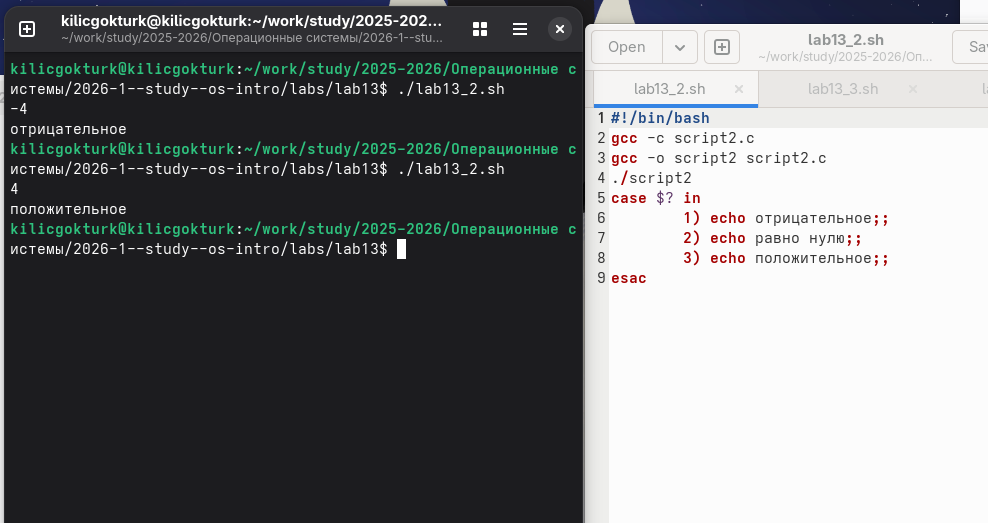 kilicgokturk@kilicgokturk:~/work/study/2025-202...
~/work/study/2025-2026/Операционные системы/2026-1--stu...
kilicgokturk@kilicgokturk:~/work/study/2025-2026/Операционные с
истемы/2026-1--study--os-intro/labs/lab13$ ./lab13_2.sh
-4
отрицательное
kilicgokturk@kilicgokturk:~/work/study/2025-2026/Операционные с
истемы/2026-1--study--os-intro/labs/lab13$ ./lab13_2.sh
4
положительное
kilicgokturk@kilicgokturk:~/work/study/2025-2026/Операционные с
истемы/2026-1--study--os-intro/labs/lab13$
Open
lab13_2.sh
~/work/study/2025-2026/Оп...
lab13_2.sh
lab13_3.sh
1 #!/bin/bash
2 gcc -c script2.c
3 gcc -o script2 script2.c
4 ./script2
5 case $? in
6 1) echo отрицательное;;
7 2) echo равно нулю;;
8 3) echo положительное;;
9 esac